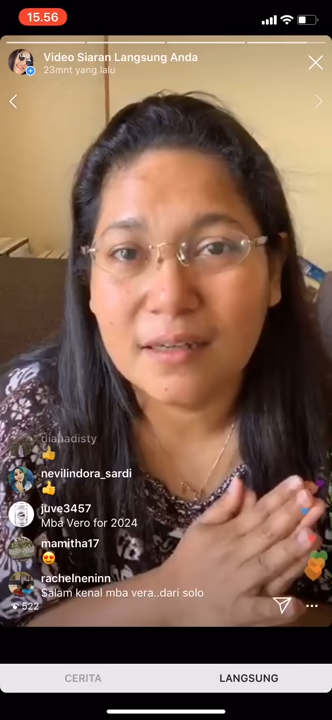 15.56
Video Siaran Langsung Anda
23mnt yang lalu
diahadisty
👍
nevilindora_sardi
👍
juve3457
Mba Vero for 2024
mamitha17
😍
rachelneninn
Salam kenal mba vera..dari solo
522
CERITA
LANGSUNG